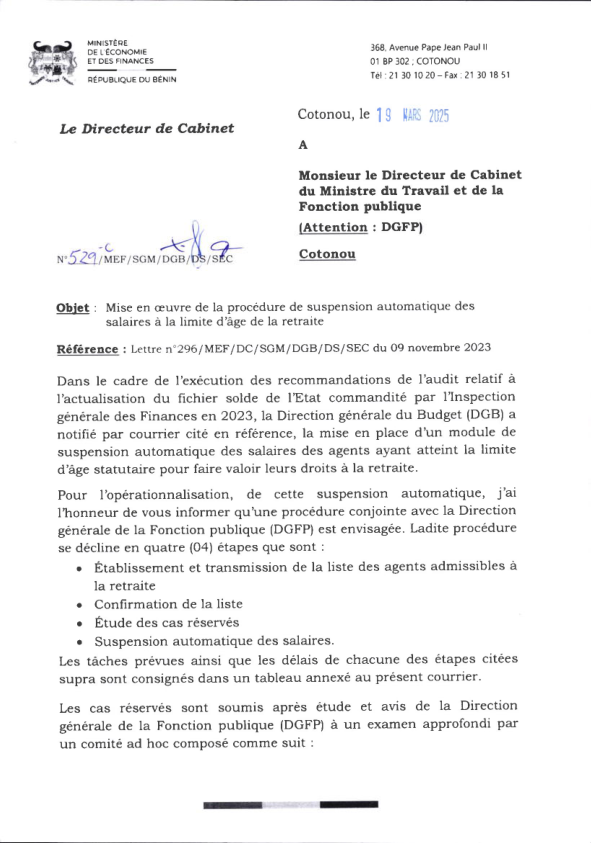 MINISTÈRE
DE L'ÉCONOMIE
ET DES FINANCES
RÉPUBLIQUE DU BÉNIN
368, Avenue Pape Jean Paul II
01 BP 302 ; COTONOU
Tél : 21 30 10 20 – Fax : 21 30 18 51
Le Directeur de Cabinet
Cotonou, le 19 MARS 2025
A
Monsieur le Directeur de Cabinet
du Ministre du Travail et de la
Fonction publique
(Attention : DGFP)
Cotonou
N°529-C/MEF/SGM/DGB/DS/SEC
Objet : Mise en œuvre de la procédure de suspension automatique des
salaires à la limite d'âge de la retraite
Référence : Lettre n°296/MEF/DC/SGM/DGB/DS/SEC du 09 novembre 2023
Dans le cadre de l'exécution des recommandations de l'audit relatif à
l'actualisation du fichier solde de l'Etat commandité par l'Inspection
générale des Finances en 2023, la Direction générale du Budget (DGB) a
notifié par courrier cité en référence, la mise en place d'un module de
suspension automatique des salaires des agents ayant atteint la limite
d'âge statutaire pour faire valoir leurs droits à la retraite.
Pour l'opérationnalisation, de cette suspension automatique, j'ai
l'honneur de vous informer qu'une procédure conjointe avec la Direction
générale de la Fonction publique (DGFP) est envisagée. Ladite procédure
se décline en quatre (04) étapes que sont :
• Établissement et transmission de la liste des agents admissibles à
la retraite
• Confirmation de la liste
• Étude des cas réservés
• Suspension automatique des salaires.
Les tâches prévues ainsi que les délais de chacune des étapes citées
supra sont consignés dans un tableau annexé au présent courrier.
Les cas réservés sont soumis après étude et avis de la Direction
générale de la Fonction publique (DGFP) à un examen approfondi par
un comité ad hoc composé comme suit :